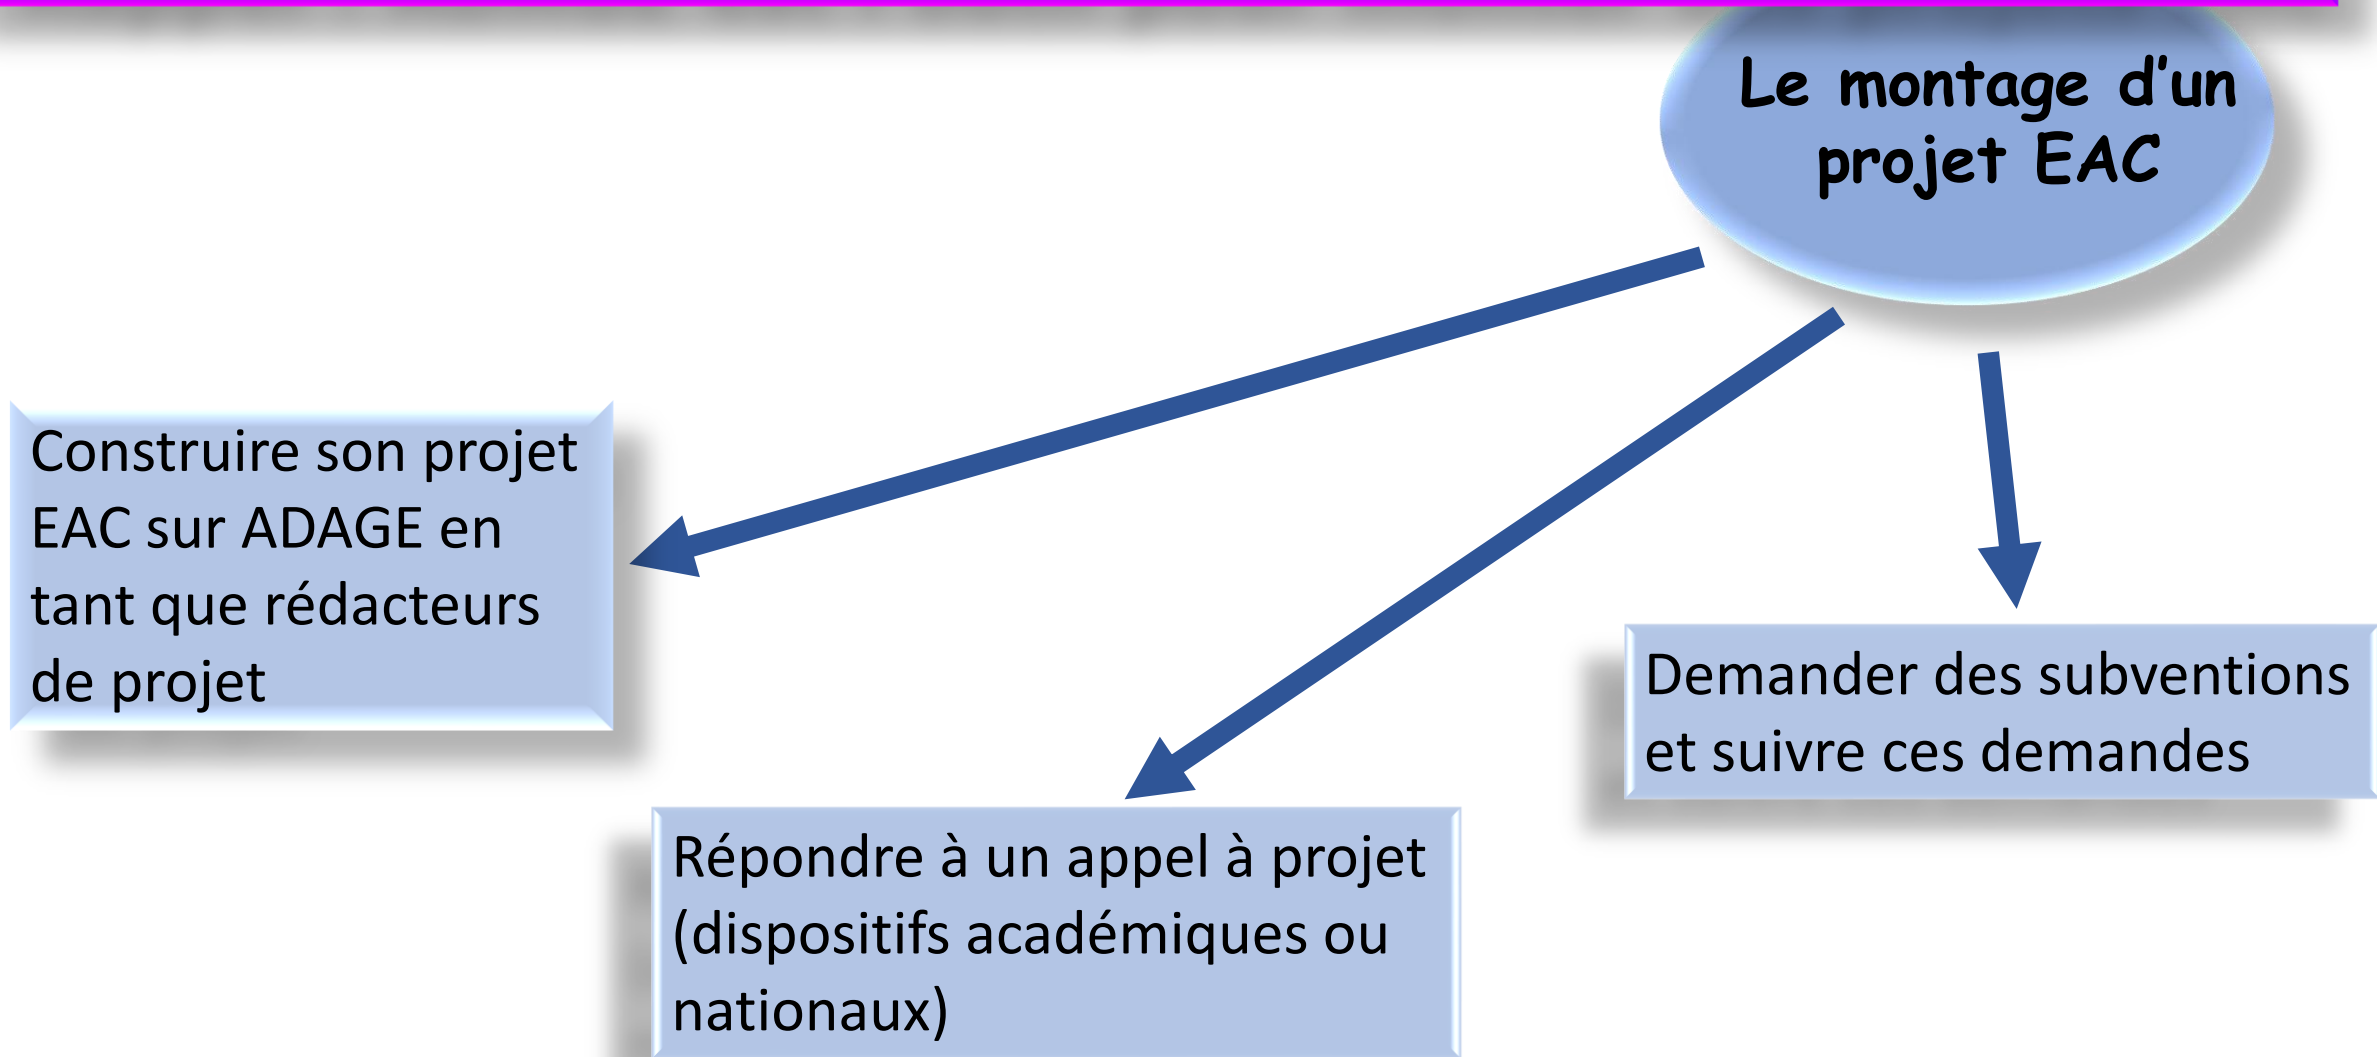 Le montage d’un
projet EAC
Construire son projet
EAC sur ADAGE en
tant que rédacteurs
de projet
Demander des subventions
et suivre ces demandes
Répondre à un appel à projet
(dispositifs académiques ou
nationaux)